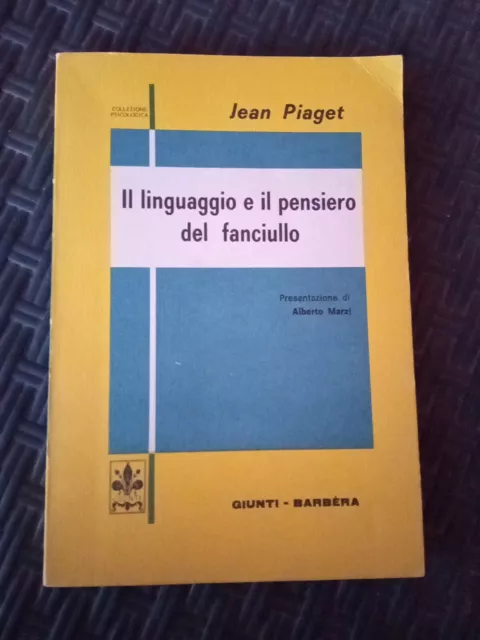 COLLEZIONE
PSICOLOGICA
Jean Piaget
Il linguaggio e il pensiero
del fanciullo
Presentazione di
Alberto Marzi
GIUNTI - BARBÈRA